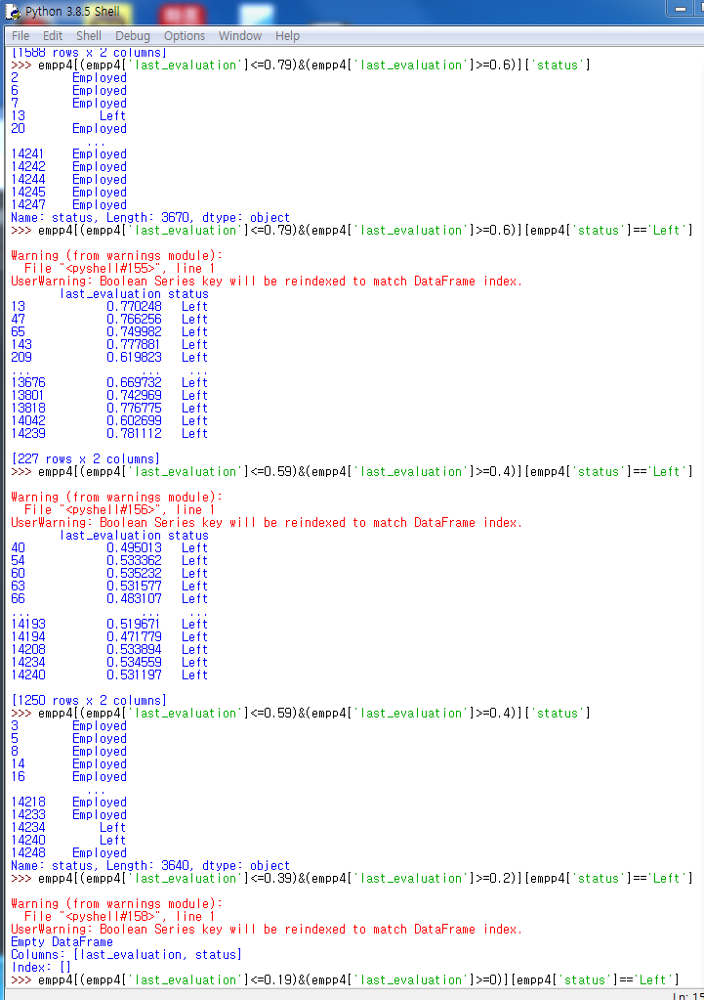 Python 3.8.5 Shell
File Edit Shell Debug Options Window Help
[1588 rows x 2 columns]
>>> empp4[(empp4['last_evaluation']<=0.79)&(empp4['last_evaluation']>=0.6)]['status']
2        Employed
6        Employed
7        Employed
13           Left
20       Employed
           ...
14241    Employed
14242    Employed
14244    Employed
14245    Employed
14247    Employed
Name: status, Length: 3670, dtype: object
>>> empp4[(empp4['last_evaluation']<=0.79)&(empp4['last_evaluation']>=0.6)][empp4['status']=='Left']
Warning (from warnings module):
  File "<pyshell#155>", line 1
UserWarning: Boolean Series key will be reindexed to match DataFrame index.
       last_evaluation status
13            0.770248   Left
47            0.766256   Left
65            0.749982   Left
143           0.777881   Left
209           0.619823   Left
...                ...    ...
13676         0.669732   Left
13801         0.742969   Left
13818         0.776775   Left
14042         0.602699   Left
14239         0.781112   Left
[227 rows x 2 columns]
>>> empp4[(empp4['last_evaluation']<=0.59)&(empp4['last_evaluation']>=0.4)][empp4['status']=='Left']
Warning (from warnings module):
  File "<pyshell#156>", line 1
UserWarning: Boolean Series key will be reindexed to match DataFrame index.
       last_evaluation status
40            0.495013   Left
54            0.533362   Left
60            0.535232   Left
63            0.531577   Left
66            0.483107   Left
...                ...    ...
14193         0.519671   Left
14194         0.471779   Left
14208         0.533894   Left
14234         0.534559   Left
14240         0.531197   Left
[1250 rows x 2 columns]
>>> empp4[(empp4['last_evaluation']<=0.59)&(empp4['last_evaluation']>=0.4)]['status']
3        Employed
5        Employed
8        Employed
14       Employed
16       Employed
           ...
14218    Employed
14233    Employed
14234        Left
14240        Left
14248    Employed
Name: status, Length: 3640, dtype: object
>>> empp4[(empp4['last_evaluation']<=0.39)&(empp4['last_evaluation']>=0.2)][empp4['status']=='Left']
Warning (from warnings module):
  File "<pyshell#158>", line 1
UserWarning: Boolean Series key will be reindexed to match DataFrame index.
Empty DataFrame
Columns: [last_evaluation, status]
Index: []
>>> empp4[(empp4['last_evaluation']<=0.19)&(empp4['last_evaluation']>=0)][empp4['status']=='Left']